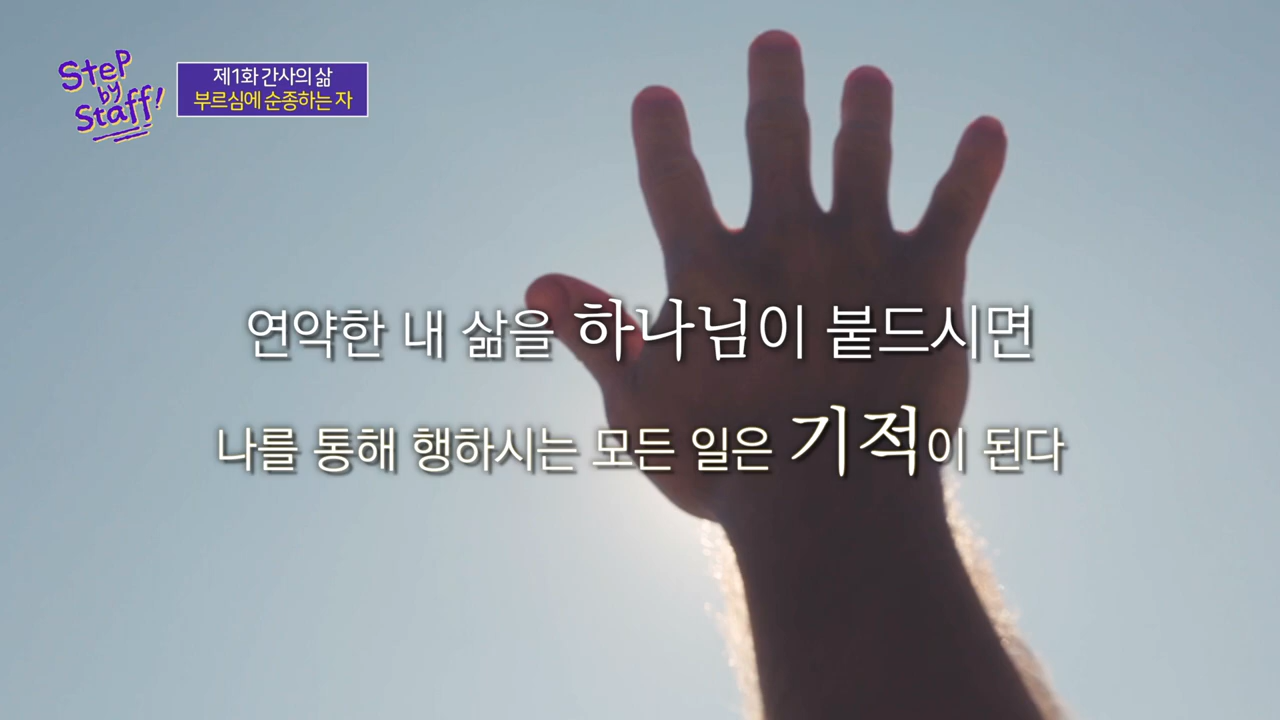 Step
by
Staff!
제1화 간사의 삶
부르심에 순종하는 자
연약한 내 삶을 하나님이 붙드시면
나를 통해 행하시는 모든 일은 기적이 된다